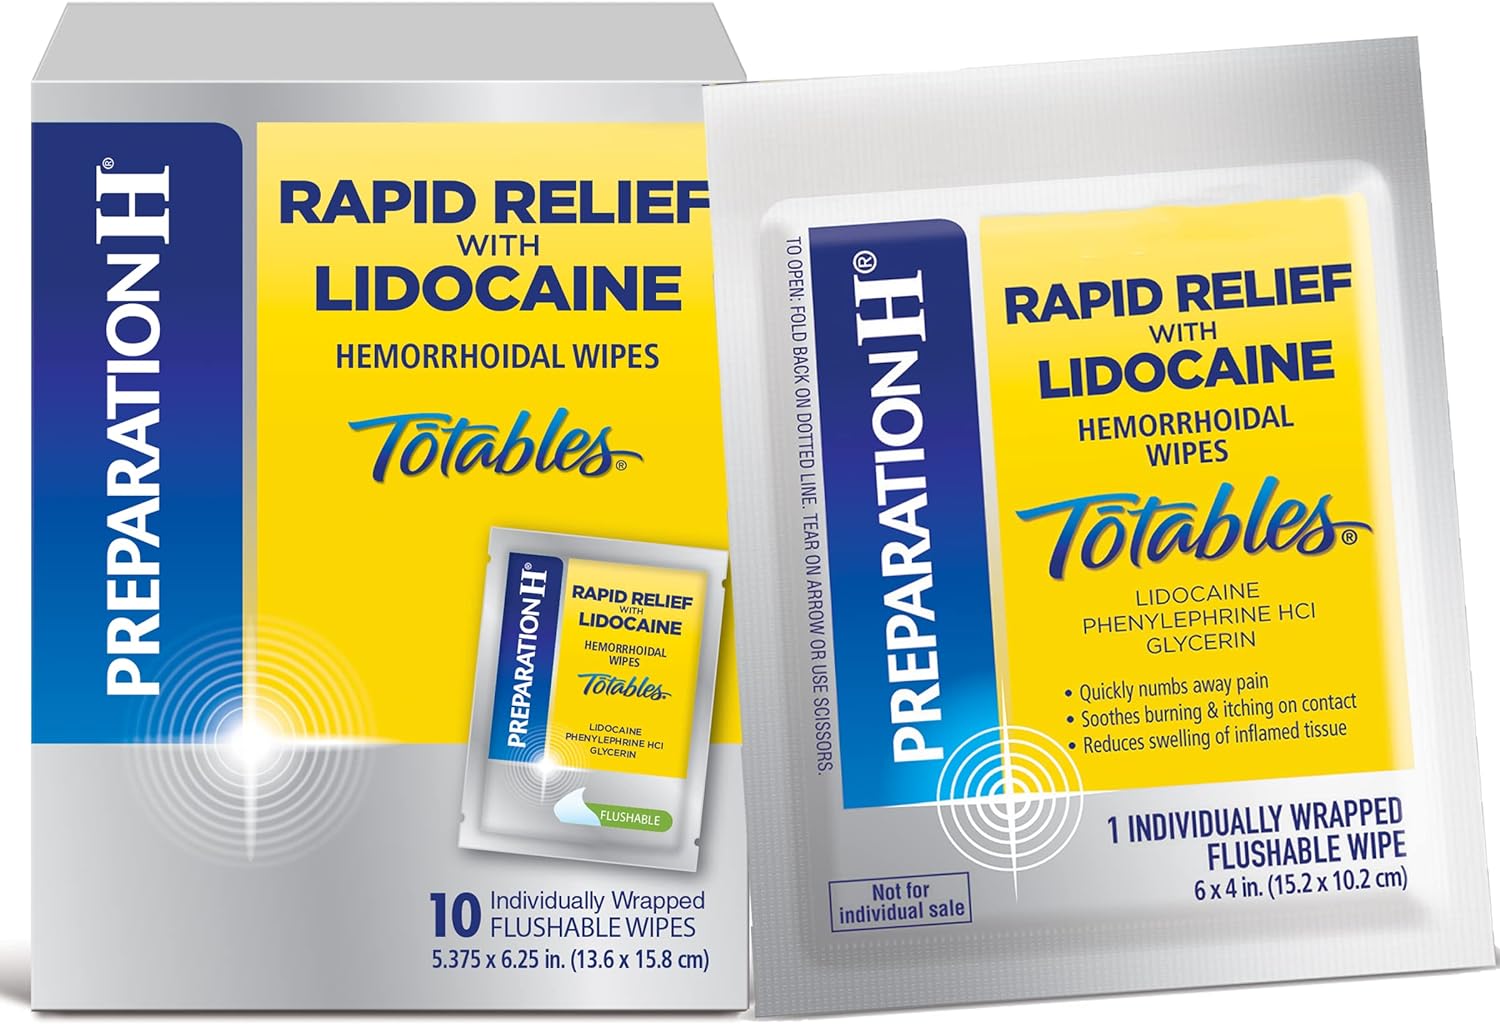 PREPARATION H®
RAPID RELIEF
WITH
LIDOCAINE
HEMORRHOIDAL WIPES
Tōtables®
PREPARATION H®
RAPID RELIEF
WITH
LIDOCAINE
HEMORRHOIDAL
WIPES
Tōtables®
LIDOCAINE
PHENYLEPHRINE HCl
GLYCERIN
FLUSHABLE
10 Individually Wrapped
FLUSHABLE WIPES
5.375 x 6.25 in. (13.6 x 15.8 cm)
TO OPEN: FOLD BACK ON DOTTED LINE. TEAR ON ARROW OR USE SCISSORS.
PREPARATION H®
RAPID RELIEF
WITH
LIDOCAINE
HEMORRHOIDAL
WIPES
Tōtables®
LIDOCAINE
PHENYLEPHRINE HCl
GLYCERIN
• Quickly numbs away pain
• Soothes burning & itching on contact
• Reduces swelling of inflamed tissue
1 INDIVIDUALLY WRAPPED
FLUSHABLE WIPE
6 x 4 in. (15.2 x 10.2 cm)
Not for
individual sale